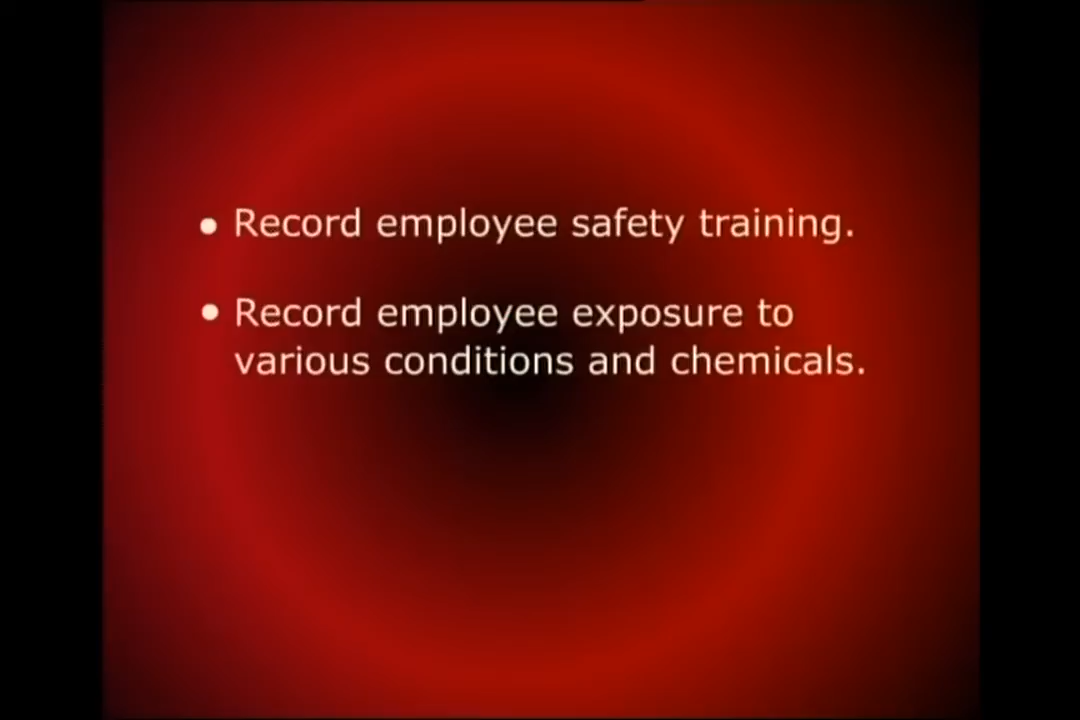 • Record employee safety training.
• Record employee exposure to
various conditions and chemicals.